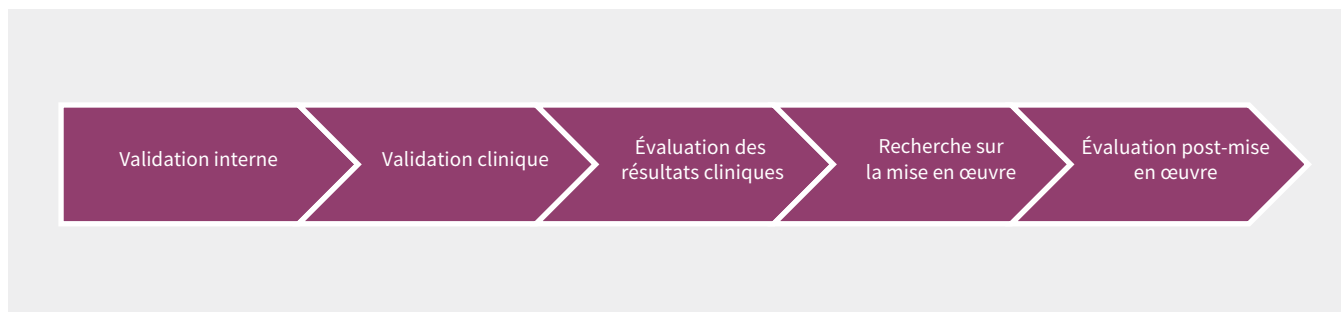 Validation interne
Validation clinique
Évaluation des
résultats cliniques
Recherche sur
la mise en œuvre
Évaluation post-mise
en œuvre